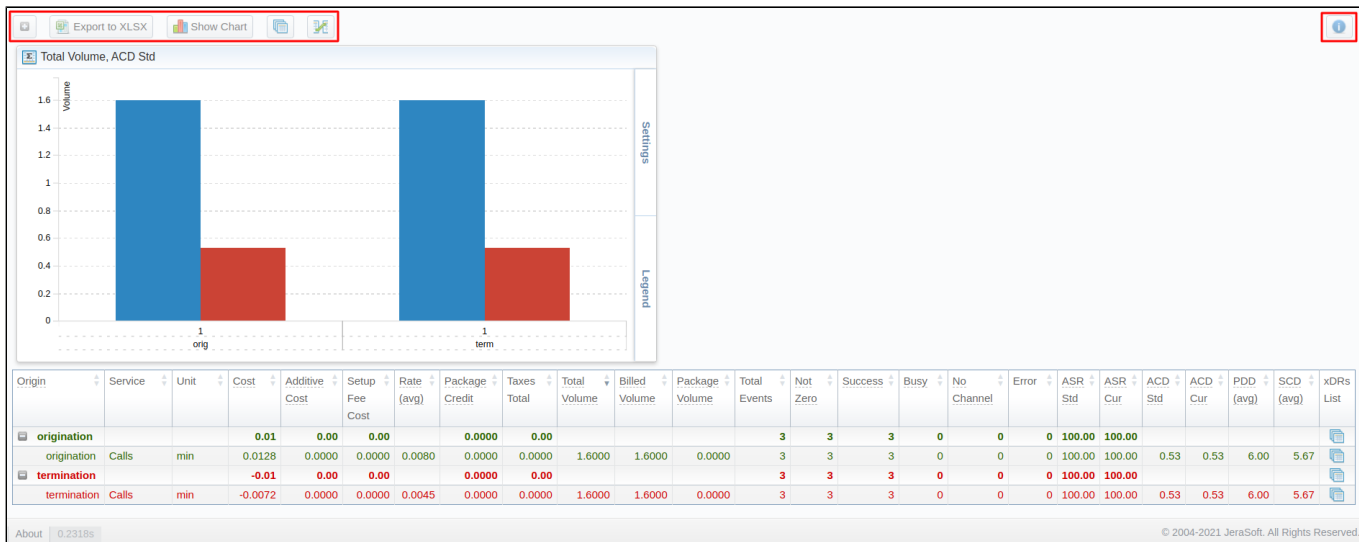 Export to XLSX Show Chart
Total Volume, ACD Std
Volume
1.6
1.4
1.2
1
0.8
0.6
0.4
0.2
0
1 1
orig term
Settings
Legend
Origin Service Unit Cost Additive Cost Setup Fee Cost Rate (avg) Package Credit Taxes Total Total Volume Billed Volume Package Volume Total Events Not Zero Success Busy No Channel Error ASR Std ASR Cur ACD Std ACD Cur PDD (avg) SCD (avg) xDRs List
origination 0.01 0.00 0.00 0.0000 0.00 3 3 3 0 0 0 100.00 100.00
origination Calls min 0.0128 0.0000 0.0000 0.0080 0.0000 0.0000 1.6000 1.6000 0.0000 3 3 3 0 0 0 100.00 100.00 0.53 0.53 6.00 5.67
termination -0.01 0.00 0.00 0.0000 0.00 3 3 3 0 0 0 100.00 100.00
termination Calls min -0.0072 0.0000 0.0000 0.0045 0.0000 0.0000 1.6000 1.6000 0.0000 3 3 3 0 0 0 100.00 100.00 0.53 0.53 6.00 5.67
About 0.2318s © 2004-2021 JeraSoft. All Rights Reserved.